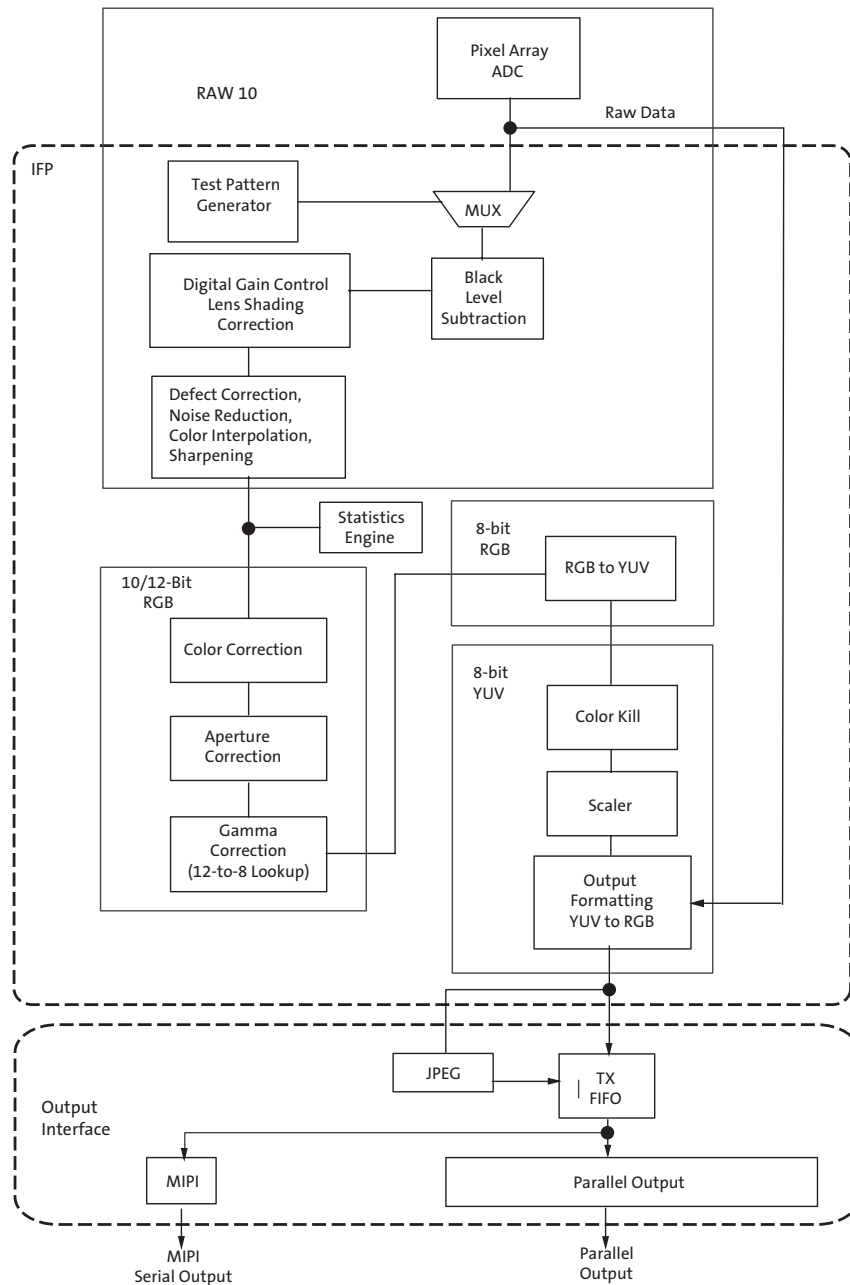 Pixel Array
ADC
RAW 10
Raw Data
IFP
Test Pattern
Generator
MUX
Digital Gain Control
Lens Shading
Correction
Black
Level
Subtraction
Defect Correction,
Noise Reduction,
Color Interpolation,
Sharpening
Statistics
Engine
8-bit
RGB
RGB to YUV
10/12-Bit
RGB
Color Correction
8-bit
YUV
Color Kill
Aperture
Correction
Scaler
Gamma
Correction
(12-to-8 Lookup)
Output
Formatting
YUV to RGB
JPEG
TX
FIFO
Output
Interface
MIPI
Parallel Output
MIPI
Serial Output
Parallel
Output